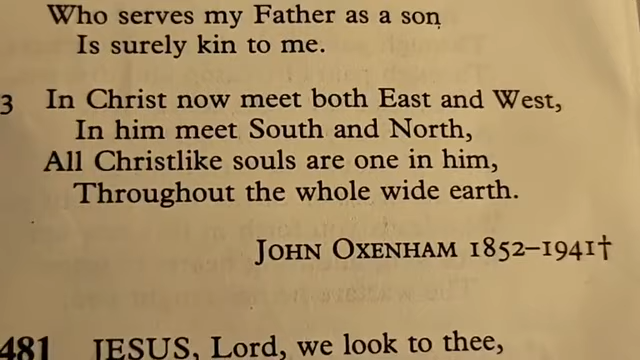 Who serves my Father as a son
Is surely kin to me.
3 In Christ now meet both East and West,
In him meet South and North,
All Christlike souls are one in him,
Throughout the whole wide earth.
JOHN OXENHAM 1852–1941†
481 JESUS, Lord, we look to thee,